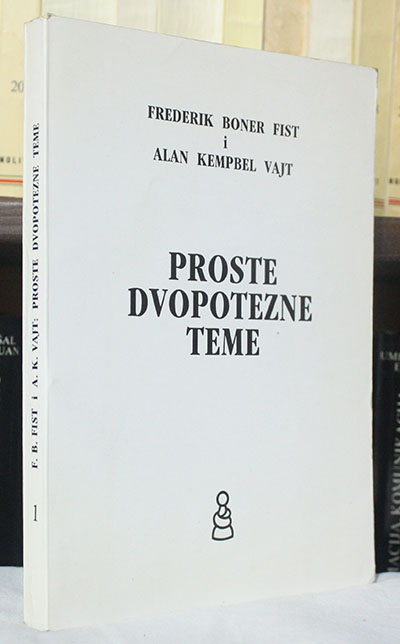 FREDERIK BONER FIST
i
ALAN KEMPBEL VAJT
PROSTE
DVOPOTEZNE
TEME
F. B. FIST i A. K. VAJT: PROSTE DVOPOTEZNE TEME
1